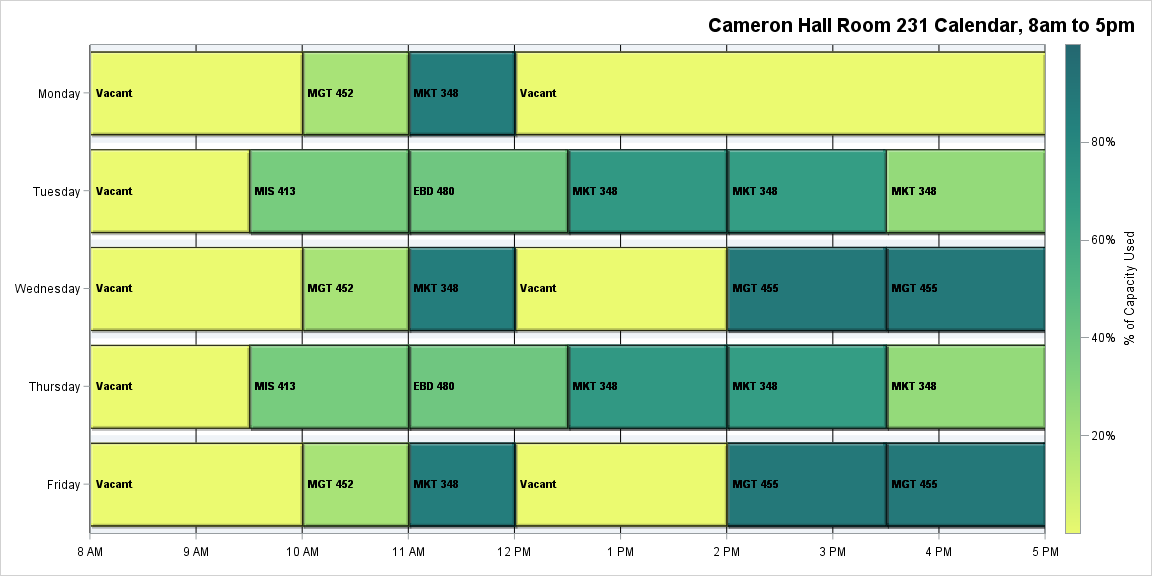 Cameron Hall Room 231 Calendar, 8am to 5pm
Monday Vacant MGT 452 MKT 348 Vacant
80%
Tuesday Vacant MIS 413 EBD 480 MKT 348 MKT 348 MKT 348
60%
% of Capacity Used
Wednesday Vacant MGT 452 MKT 348 Vacant MGT 455 MGT 455
40%
Thursday Vacant MIS 413 EBD 480 MKT 348 MKT 348 MKT 348
20%
Friday Vacant MGT 452 MKT 348 Vacant MGT 455 MGT 455
8 AM 9 AM 10 AM 11 AM 12 PM 1 PM 2 PM 3 PM 4 PM 5 PM